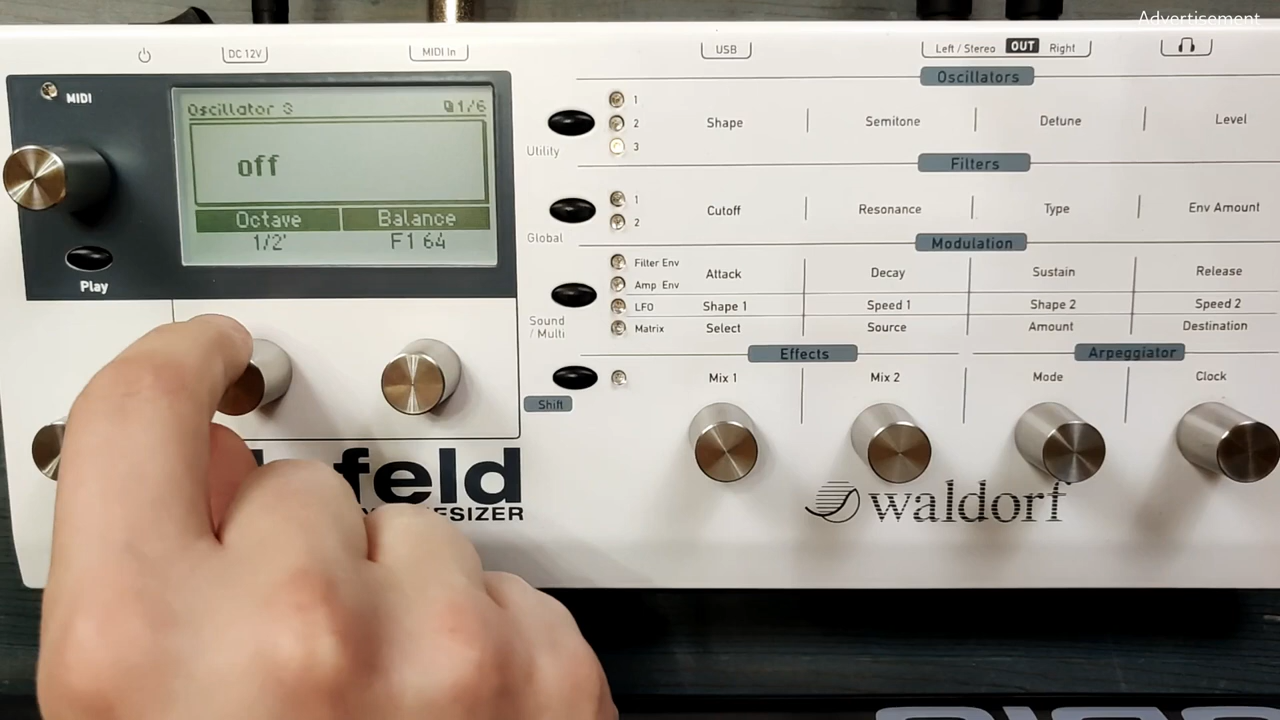 Advertisement
DC 12V
MIDI In
USB
Left / Stereo OUT Right
MIDI
Oscillator 3 1/6
off
Octave Balance
1/2' F1 64
Play
Oscillators
1
2
3
Shape Semitone Detune Level
Utility
Filters
1
2
Cutoff Resonance Type Env Amount
Global
Modulation
Filter Env
Amp Env
LFO
Matrix
Attack Decay Sustain Release
Shape 1 Speed 1 Shape 2 Speed 2
Select Source Amount Destination
Sound
/ Multi
Effects Arpeggiator
Mix 1 Mix 2 Mode Clock
Shift
feld
waldorf